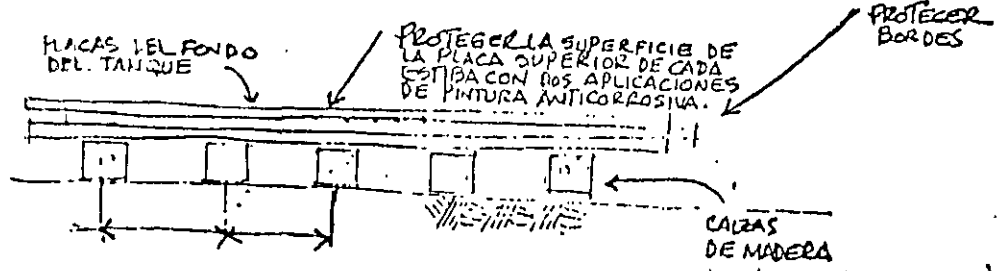 PLACAS DEL FONDO
DEL TANQUE
PROTEGER LA SUPERFICIE DE
LA PLACA SUPERIOR DE CADA
ESTIBA CON DOS APLICACIONES
DE PINTURA ANTICORROSIVA.
PROTEGER
BORDES
CALZAS
DE MADERA